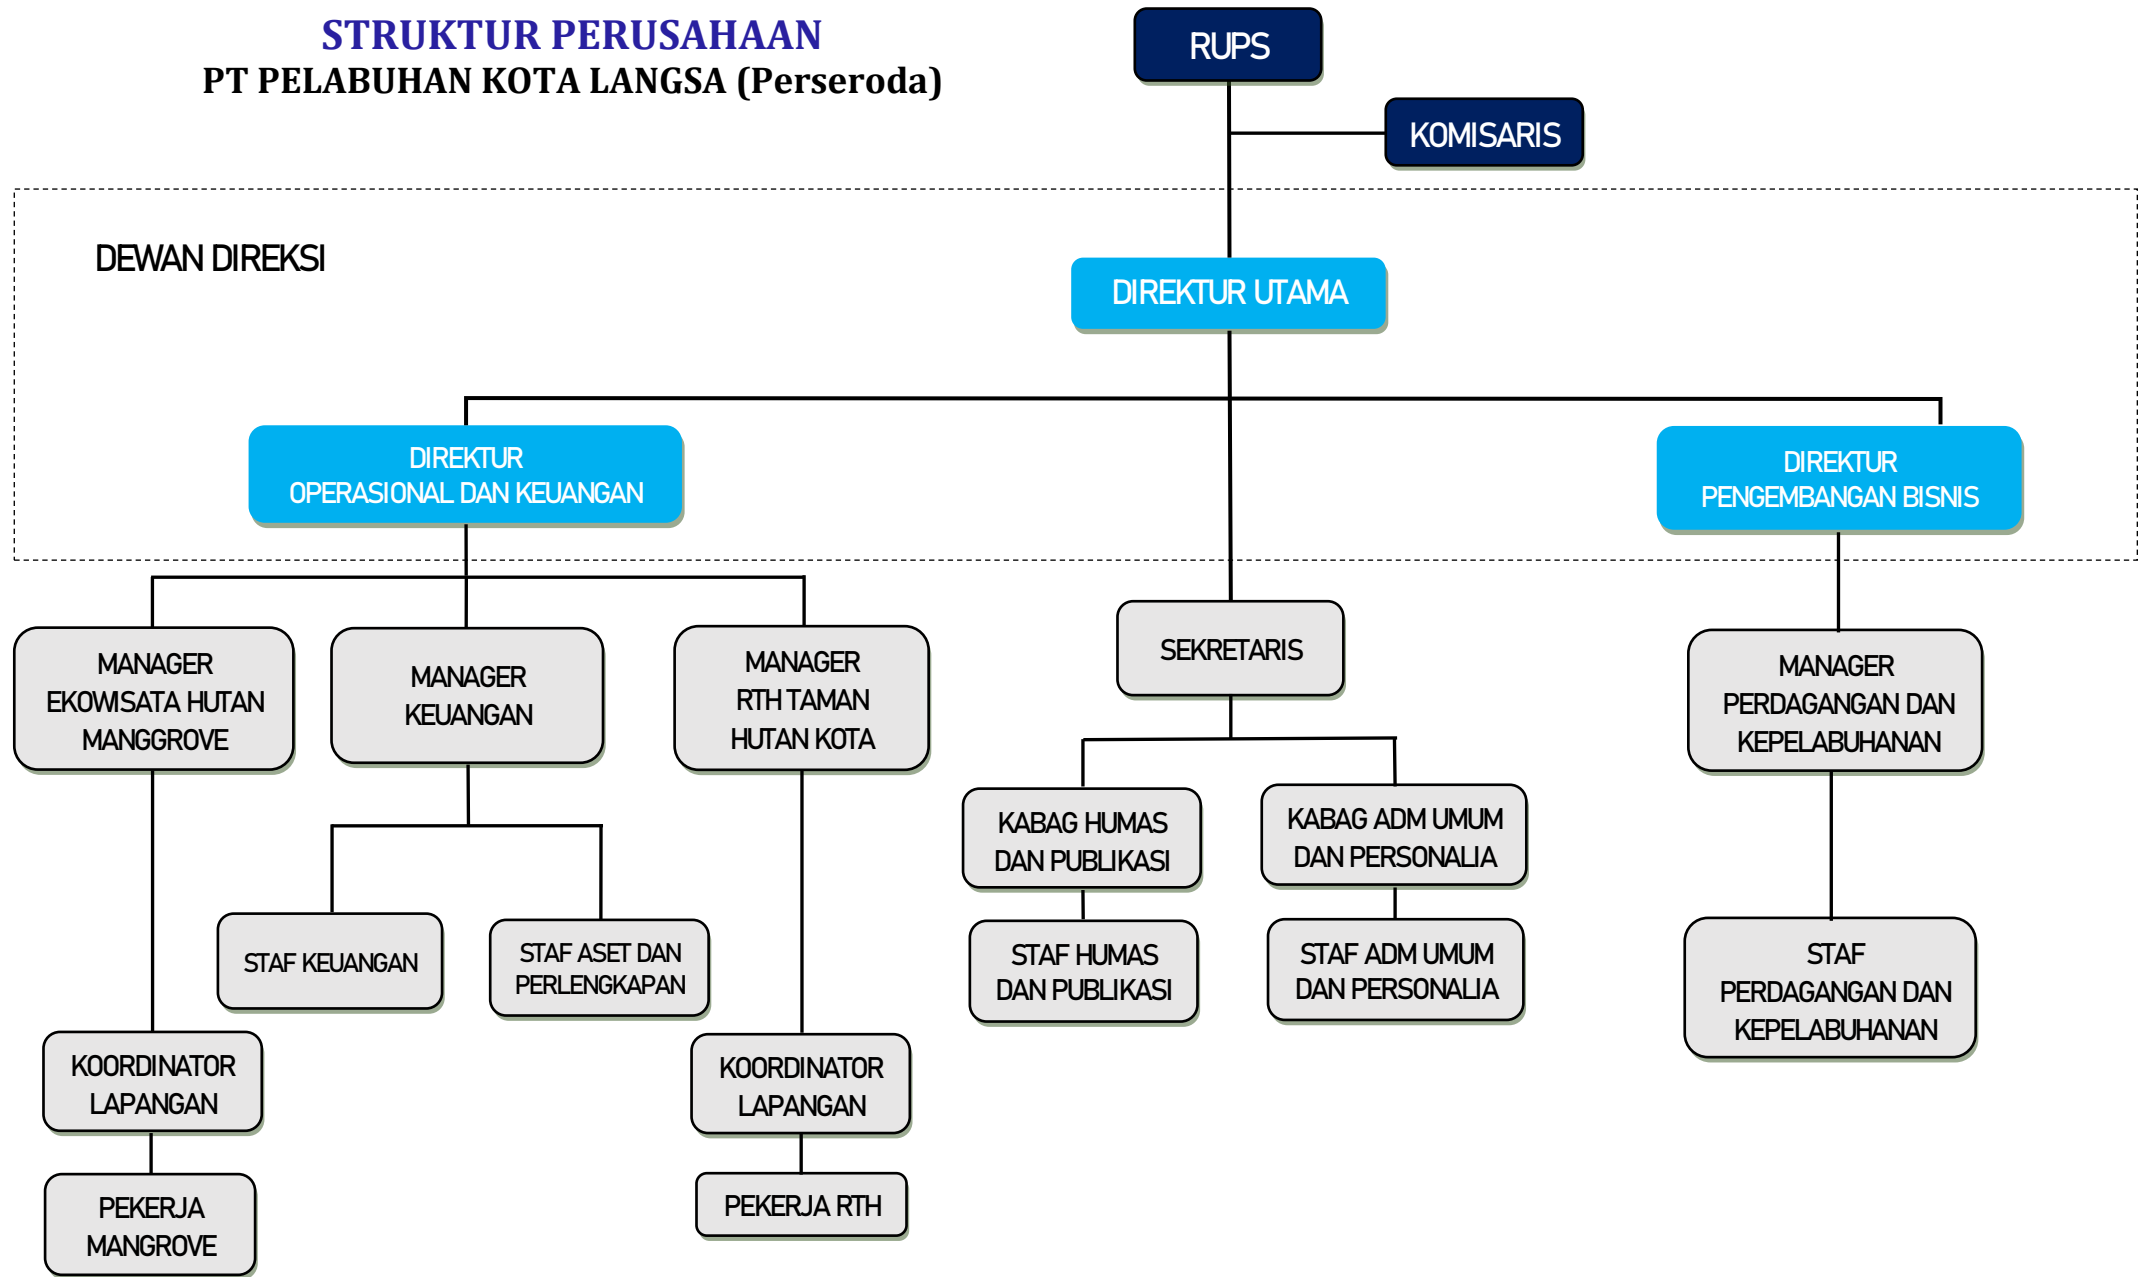 STRUKTUR PERUSAHAAN
PT PELABUHAN KOTA LANGSA (Perseroda)
RUPS
KOMISARIS
DEWAN DIREKSI
DIREKTUR UTAMA
DIREKTUR
OPERASIONAL DAN KEUANGAN
DIREKTUR
PENGEMBANGAN BISNIS
MANAGER
EKOWISATA HUTAN
MANGGROVE
MANAGER
KEUANGAN
MANAGER
RTH TAMAN
HUTAN KOTA
SEKRETARIS
MANAGER
PERDAGANGAN DAN
KEPELABUHANAN
KABAG HUMAS
DAN PUBLIKASI
KABAG ADM UMUM
DAN PERSONALIA
STAF KEUANGAN
STAF ASET DAN
PERLENGKAPAN
STAF HUMAS
DAN PUBLIKASI
STAF ADM UMUM
DAN PERSONALIA
STAF
PERDAGANGAN DAN
KEPELABUHANAN
KOORDINATOR
LAPANGAN
KOORDINATOR
LAPANGAN
PEKERJA
MANGROVE
PEKERJA RTH